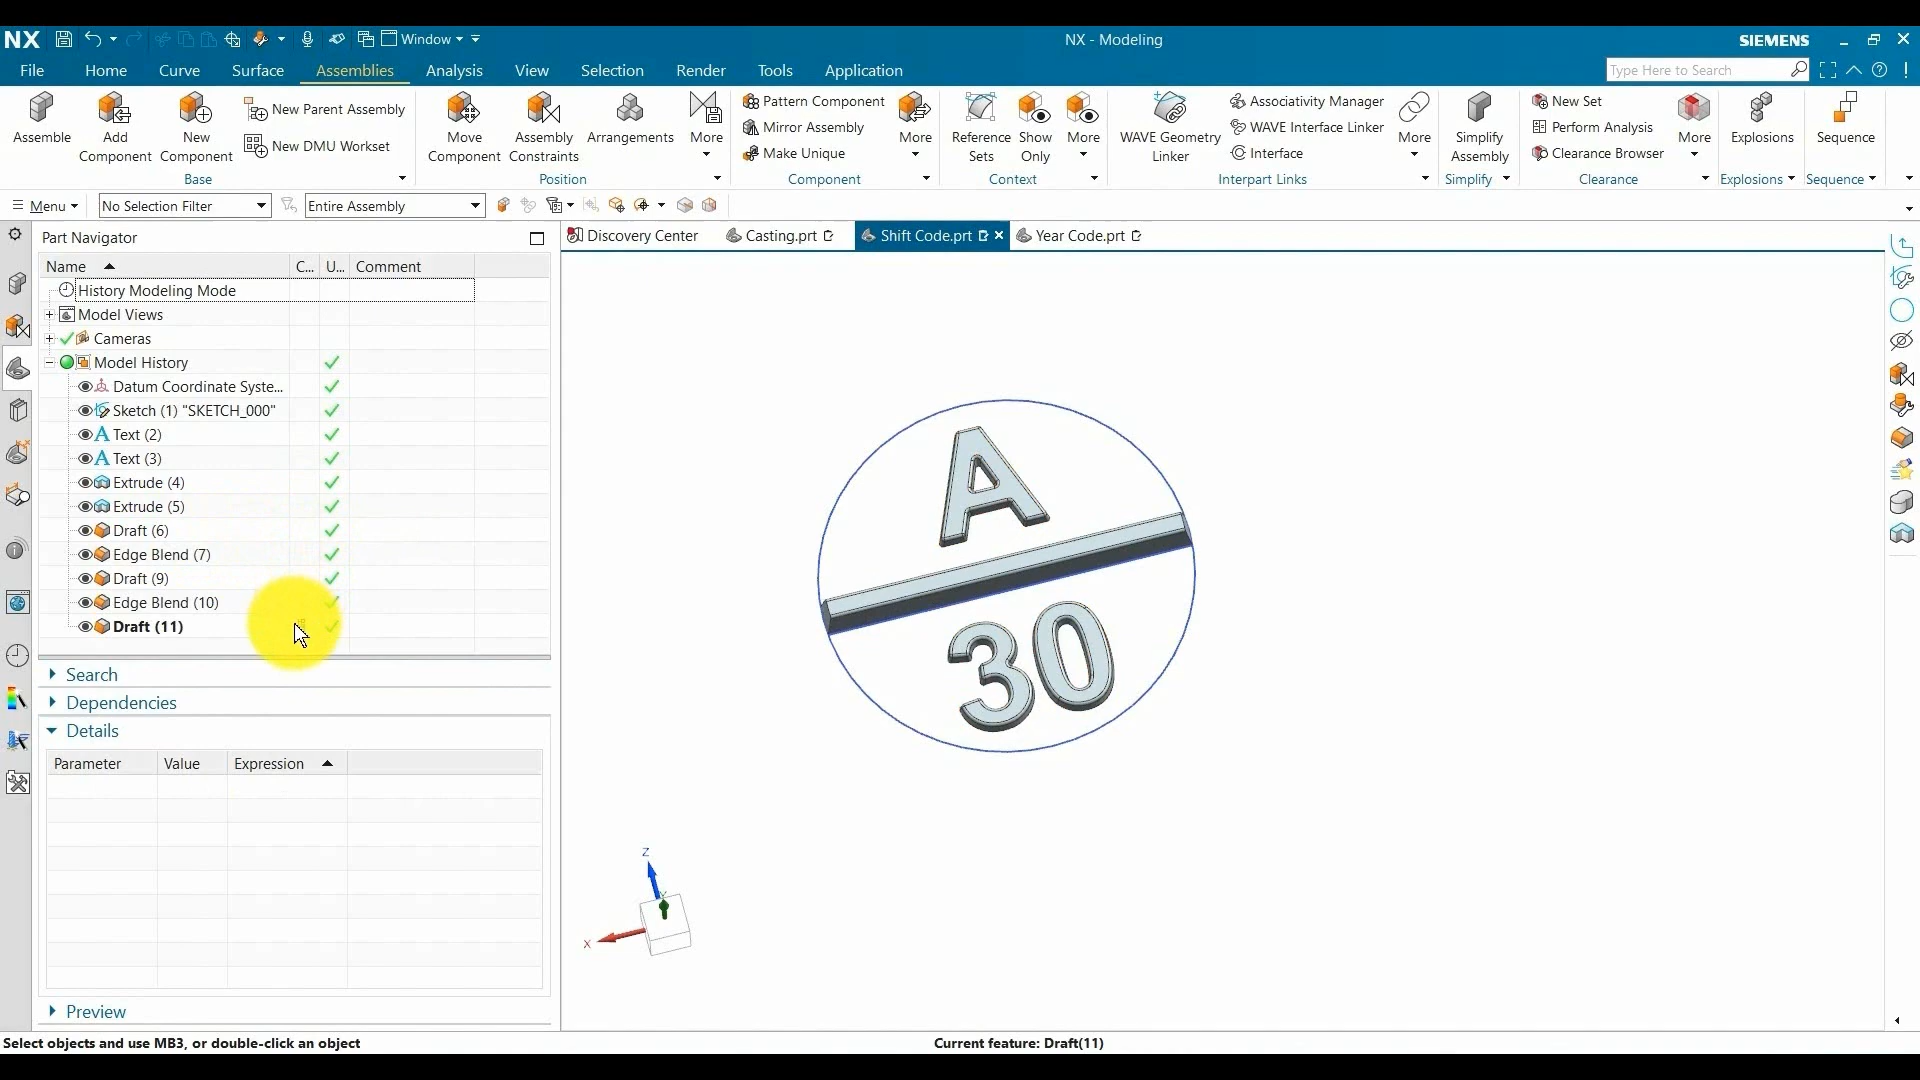 NX Window NX - Modeling SIEMENS
File Home Curve Surface Assemblies Analysis View Selection Render Tools Application Type Here to Search
Assemble
Add Component
New Component
New Parent Assembly
New DMU Workset
Base
Move Component
Assembly Constraints
Arrangements
More
Position
Pattern Component
Mirror Assembly
Make Unique
More
Component
Reference Sets
Show Only
More
Context
WAVE Geometry Linker
Associativity Manager
WAVE Interface Linker
Interface
More
Interpart Links
Simplify Assembly
Simplify
New Set
Perform Analysis
Clearance Browser
More
Clearance
Explosions
Explosions
Sequence
Sequence
Menu No Selection Filter Entire Assembly
Part Navigator
Discovery Center Casting.prt Shift Code.prt Year Code.prt
Name C... U... Comment
History Modeling Mode
Model Views
Cameras
Model History
Datum Coordinate Syste...
Sketch (1) "SKETCH_000"
Text (2)
Text (3)
Extrude (4)
Extrude (5)
Draft (6)
Edge Blend (7)
Draft (9)
Edge Blend (10)
Draft (11)
Search
Dependencies
Details
Parameter Value Expression
Preview
A
30
Z
Y
X
Select objects and use MB3, or double-click an object Current feature: Draft(11)